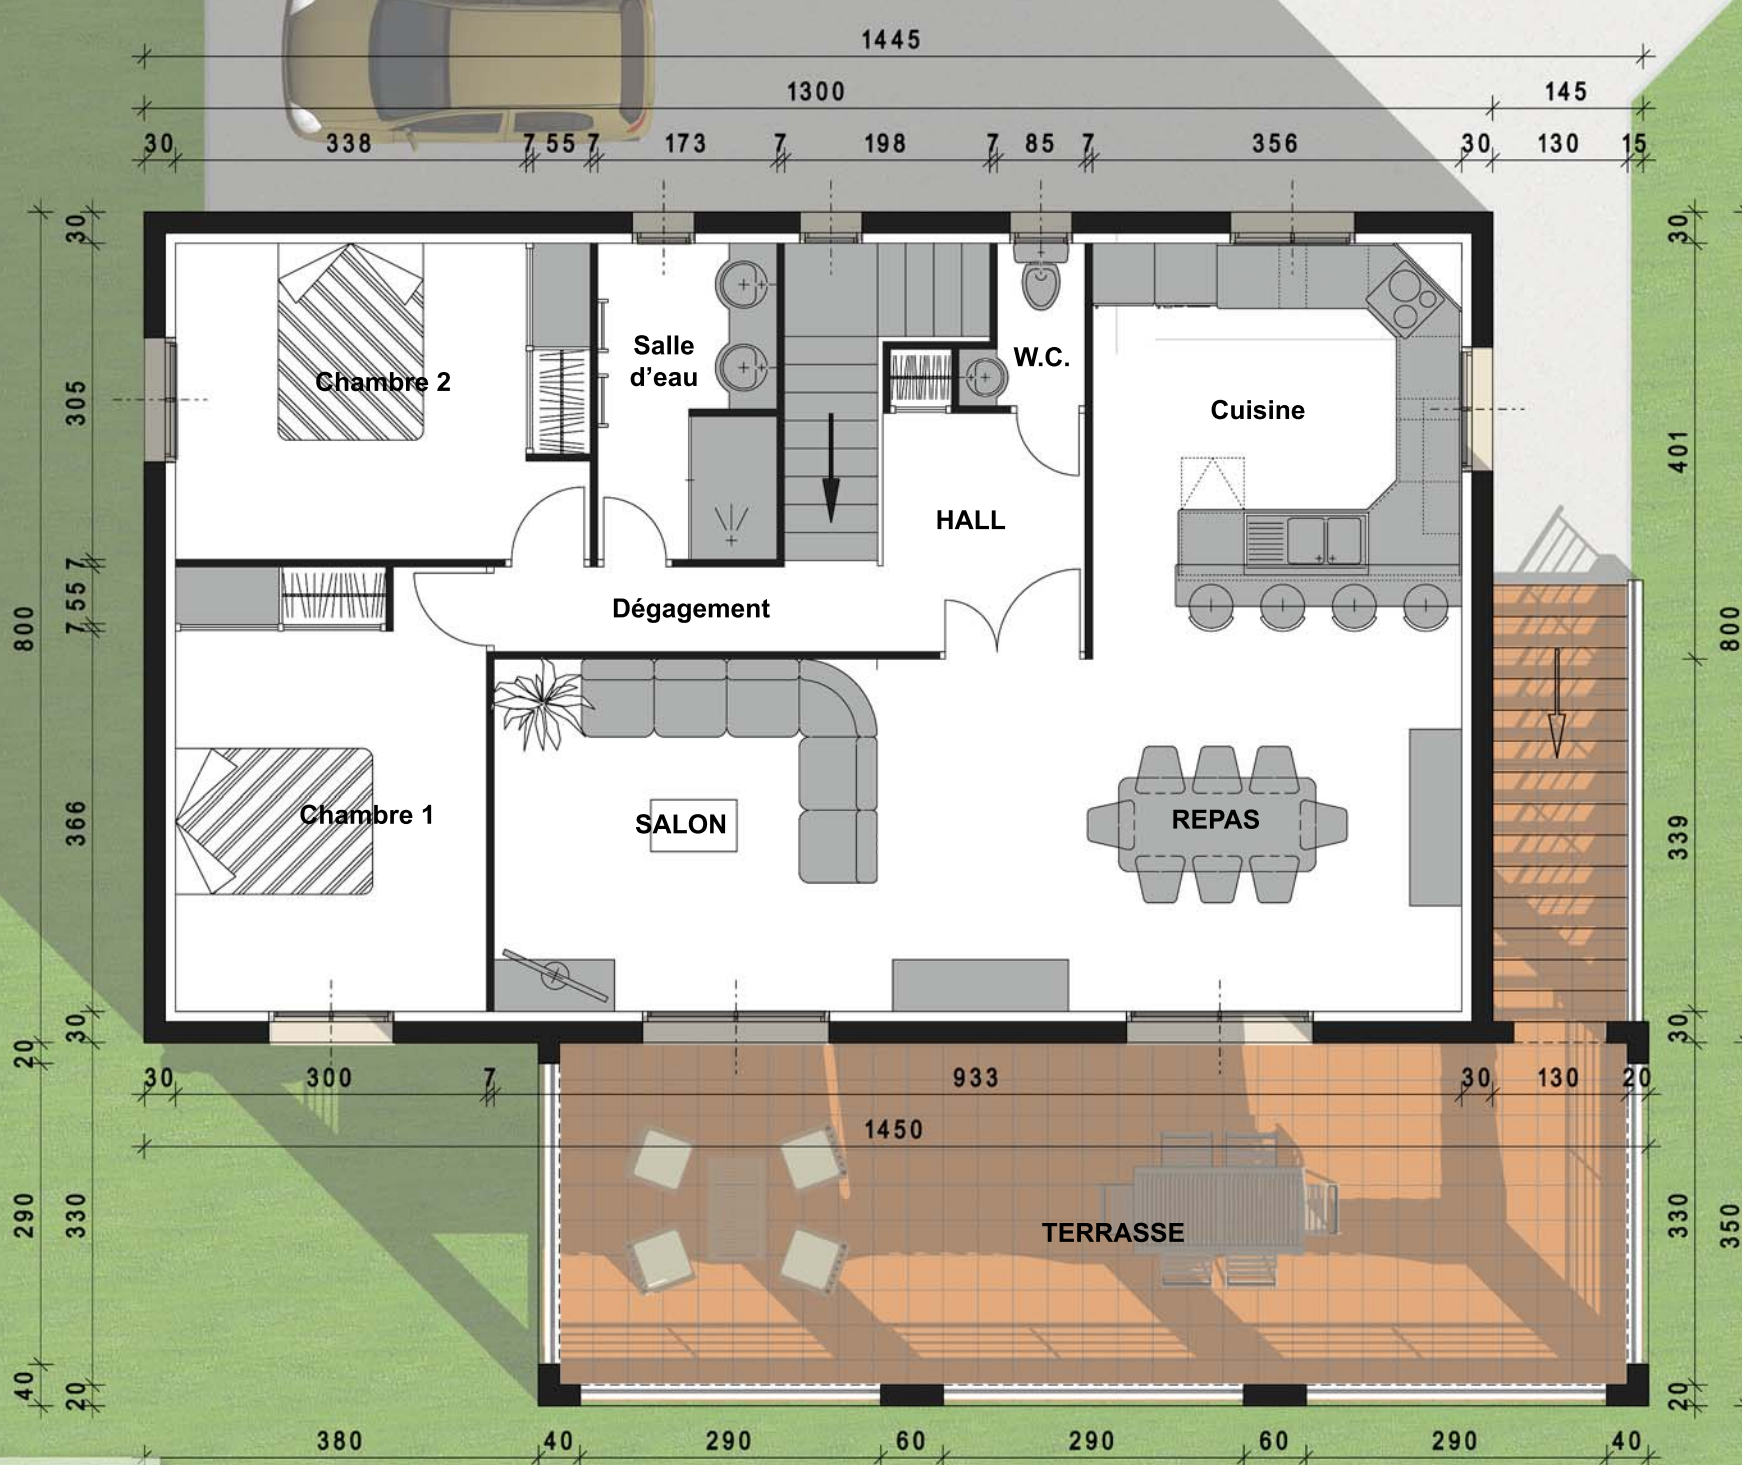 1445
1300 145
30 338 7 55 7 173 7 198 7 85 7 356 30 130 15
30
305
7
55
7
366
30
800
20
290
330
40
20
30
401
339
30
800
330
350
20
Chambre 2
Salle
d'eau
W.C.
Cuisine
HALL
Dégagement
Chambre 1
SALON
REPAS
30 300 7 933 30 130 20
1450
TERRASSE
380 40 290 60 290 60 290 40